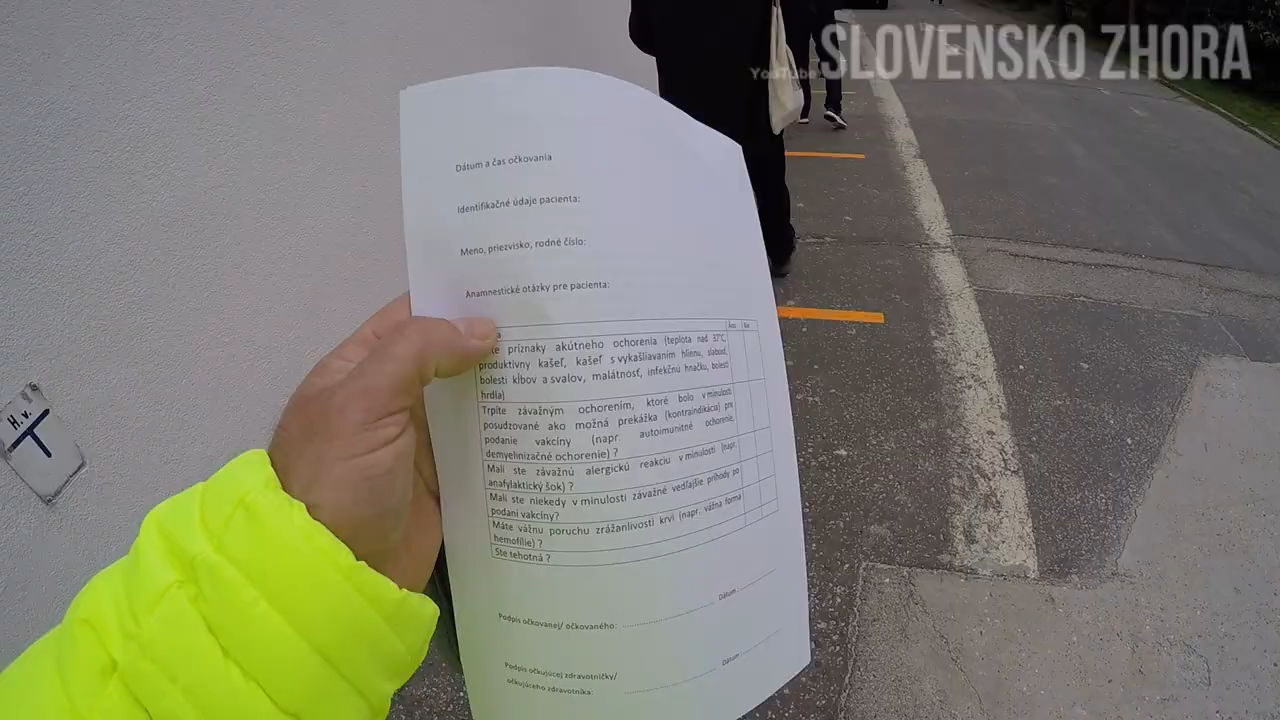 SLOVENSKO ZHORA
YouTube
Dátum a čas očkovania
Identifikačné údaje pacienta:
Meno, priezvisko, rodné číslo:
Anamnestické otázky pre pacienta:
Áno Nie
príznaky akútneho ochorenia (teplota nad 37°C,
produktívny kašeľ, kašeľ s vykašliavaním hlienu, slabosť,
bolesti kĺbov a svalov, malátnosť, infekčnú hnačku, bolesť
hrdla)
Trpíte závažným ochorením, ktoré bolo v minulosti
posudzované ako možná prekážka (kontraindikácia) pre
podanie vakcíny (napr. autoimunitné ochorenie,
demyelinizačné ochorenie) ?
Mali ste závažnú alergickú reakciu v minulosti (napr.
anafylaktický šok) ?
Mali ste niekedy v minulosti závažné vedľajšie príhody po
podaní vakcíny?
Máte vážnu poruchu zrážanlivosti krvi (napr. vážna forma
hemofílie) ?
Ste tehotná ?
Podpis očkovanej/ očkovaného: ........................ Dátum ............
Podpis očkujúcej zdravotníčky/
očkujúceho zdravotníka: ........................ Dátum ............
H. v.
T